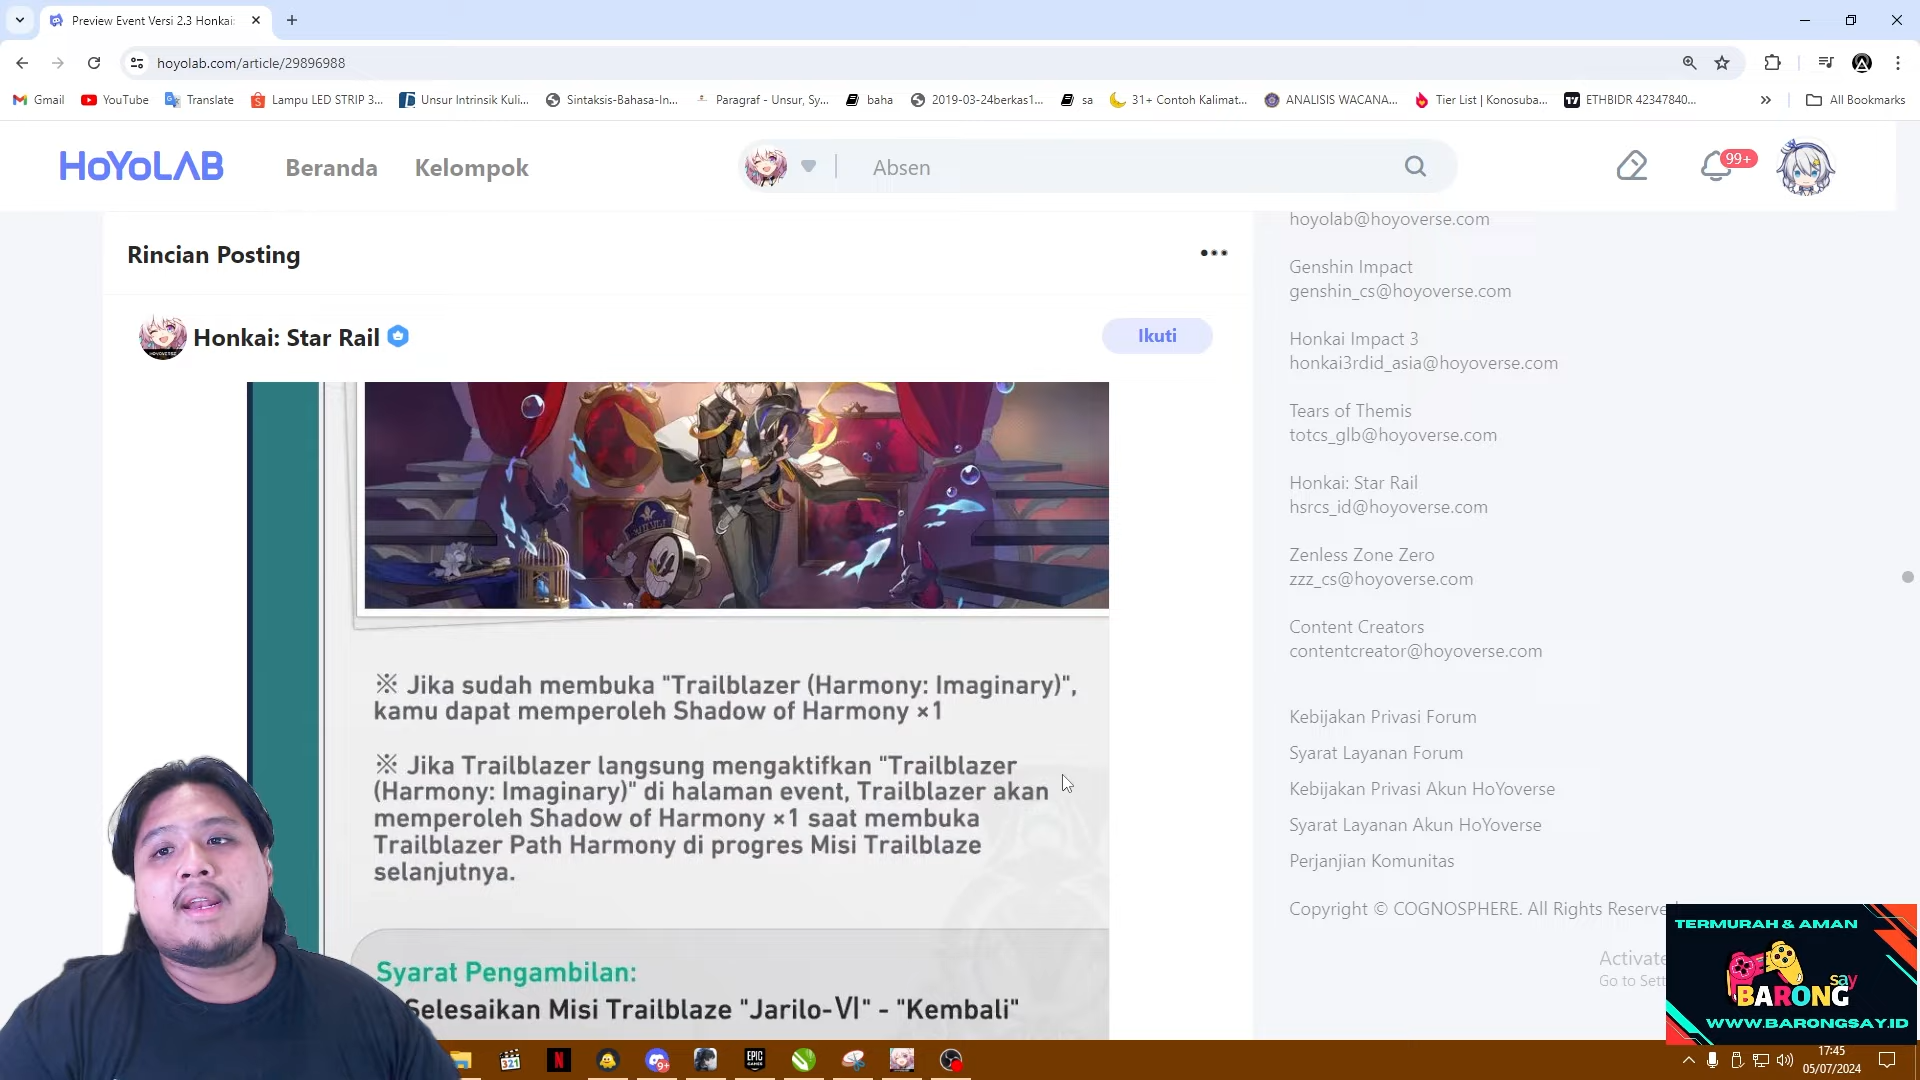 Preview Event Versi 2.3 Honkai:
hoyolab.com/article/29896988
Gmail
YouTube
Translate
Lampu LED STRIP 3...
Unsur Intrinsik Kuli...
Sintaksis-Bahasa-In...
Paragraf - Unsur, Sy...
baha
2019-03-24berkas1...
sa
31+ Contoh Kalimat...
ANALISIS WACANA...
Tier List | Konosuba...
ETHBIDR 42347840...
All Bookmarks
HoYoLAB
Beranda
Kelompok
Absen
99+
Rincian Posting
Honkai: Star Rail
Ikuti
※ Jika sudah membuka "Trailblazer (Harmony: Imaginary)",
kamu dapat memperoleh Shadow of Harmony ×1
※ Jika Trailblazer langsung mengaktifkan "Trailblazer
(Harmony: Imaginary)" di halaman event, Trailblazer akan
memperoleh Shadow of Harmony ×1 saat membuka
Trailblazer Path Harmony di progres Misi Trailblaze
selanjutnya.
Syarat Pengambilan:
Selesaikan Misi Trailblaze "Jarilo-VI" - "Kembali"
hoyolab@hoyoverse.com
Genshin Impact
genshin_cs@hoyoverse.com
Honkai Impact 3
honkai3rdid_asia@hoyoverse.com
Tears of Themis
totcs_glb@hoyoverse.com
Honkai: Star Rail
hsrcs_id@hoyoverse.com
Zenless Zone Zero
zzz_cs@hoyoverse.com
Content Creators
contentcreator@hoyoverse.com
Kebijakan Privasi Forum
Syarat Layanan Forum
Kebijakan Privasi Akun HoYoverse
Syarat Layanan Akun HoYoverse
Perjanjian Komunitas
Copyright © COGNOSPHERE. All Rights Reserve
Activate
Go to Sett
TERMURAH & AMAN
BARONG
say
WWW.BARONGSAY.ID
321
N
9+
EPIC
GAMES
17:45
05/07/2024